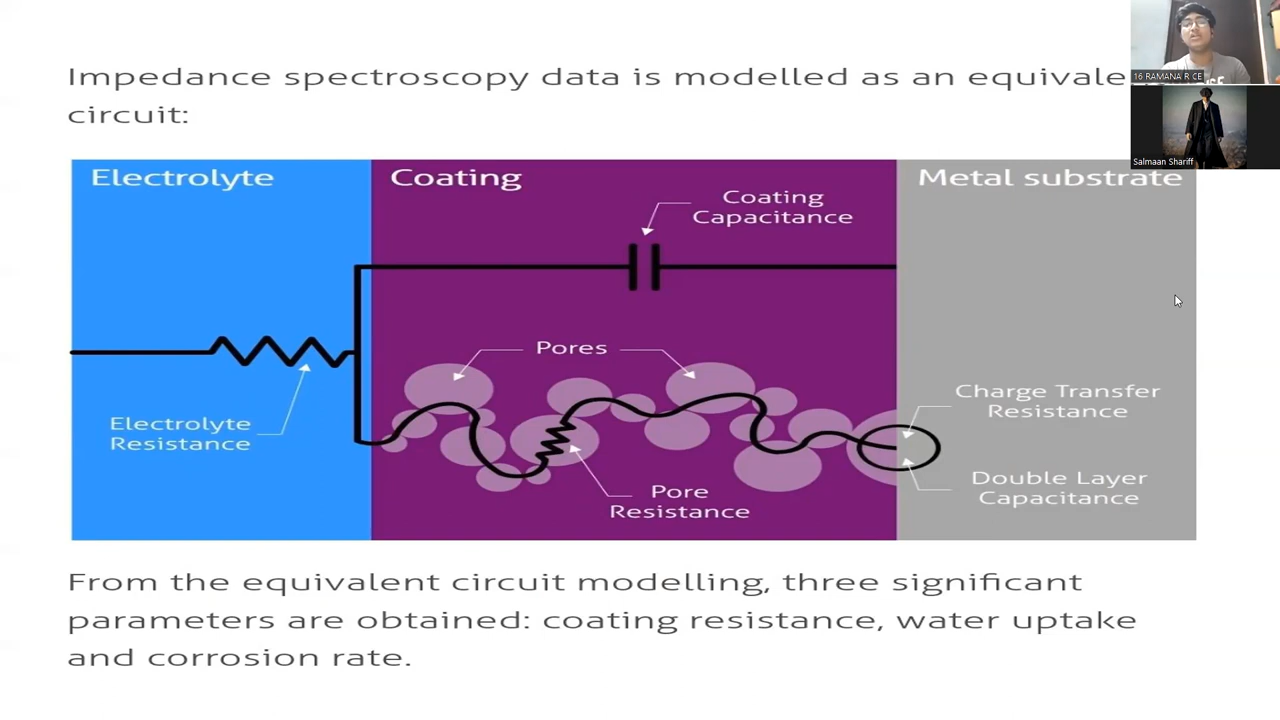 Impedance spectroscopy data is modelled as an
circuit:
16 RAMANA R CE
Salmaan Shariff
Electrolyte
Coating
Metal substrate
Coating
Capacitance
Pores
Electrolyte
Resistance
Pore
Resistance
Charge Transfer
Resistance
Double Layer
Capacitance
From the equivalent circuit modelling, three significant
parameters are obtained: coating resistance, water uptake
and corrosion rate.